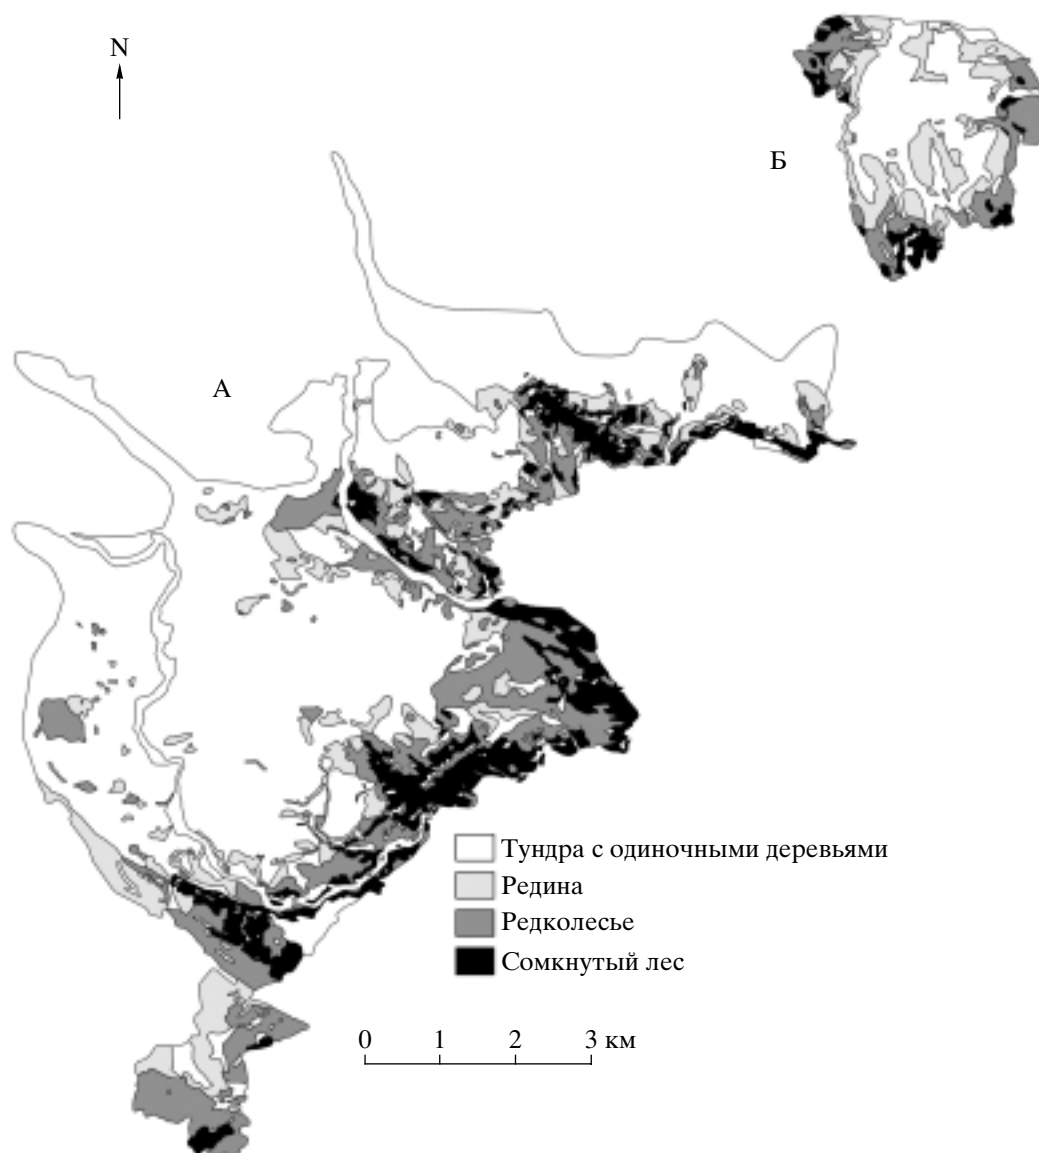 N
Б
А
Тундра с одиночными деревьями
Редина
Редколесье
Сомкнутый лес
0 1 2 3 км